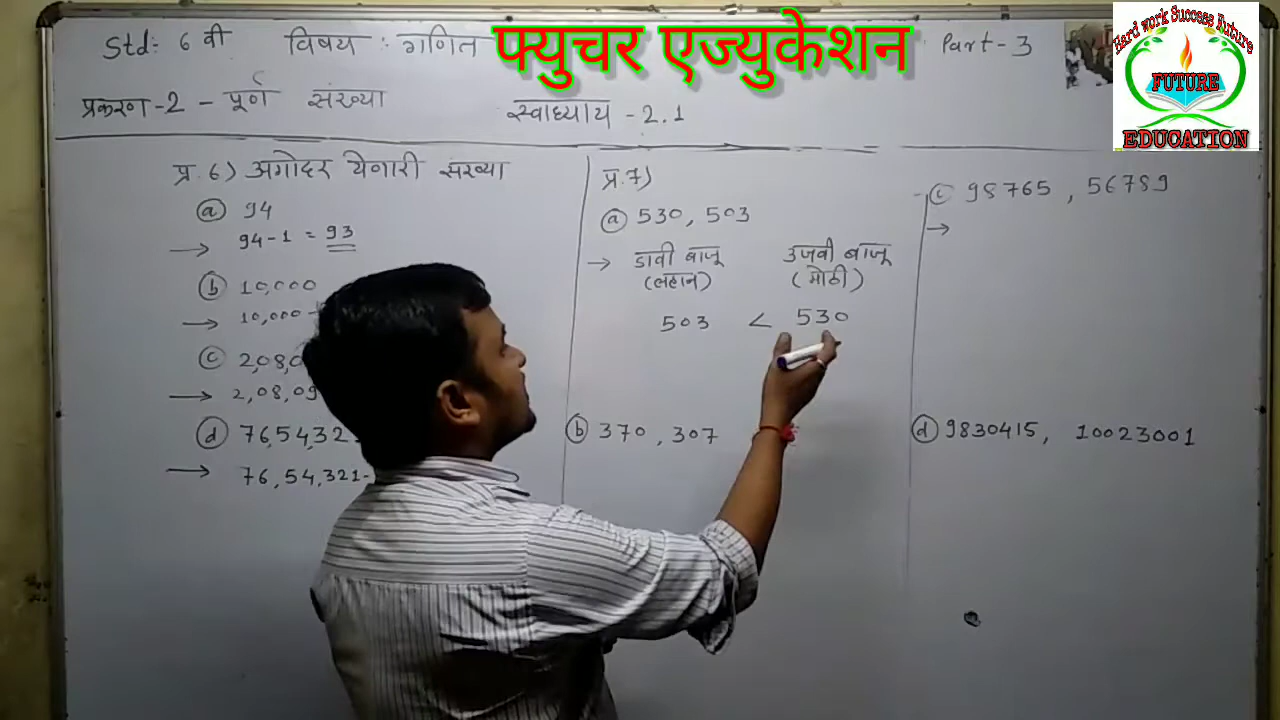 Std: 6 वी विषय : गणित फ्युचर एज्युकेशन Part - 3
Hard work Success Future
FUTURE
EDUCATION
प्रकरण-2 - पूर्ण संख्या स्वाध्याय - 2.1
प्र. 6) अगोदर येणारी संख्या
ⓐ 94
→ 94-1 = 93
ⓑ 10,000
→ 10,000
ⓒ 2,08,0
→ 2,08,09
ⓓ 76,54,32
→ 76,54,321-
प्र. 7)
ⓐ 530, 503
→ डावी बाजू उजवी बाजू
(लहान) (मोठी)
503 < 530
ⓑ 370, 307
ⓒ 98765, 56789
→
ⓓ 9830415, 10023001